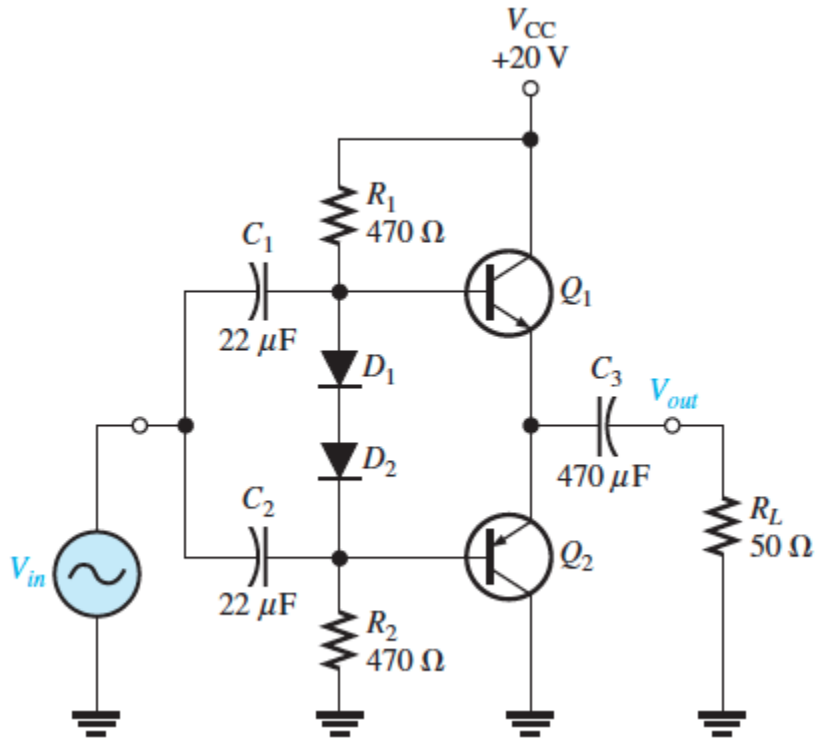 V_CC
+20 V
R_1
470 Ω
C_1
22 μF
Q_1
D_1
C_3
V_out
470 μF
D_2
C_2
22 μF
R_L
50 Ω
Q_2
V_in
R_2
470 Ω